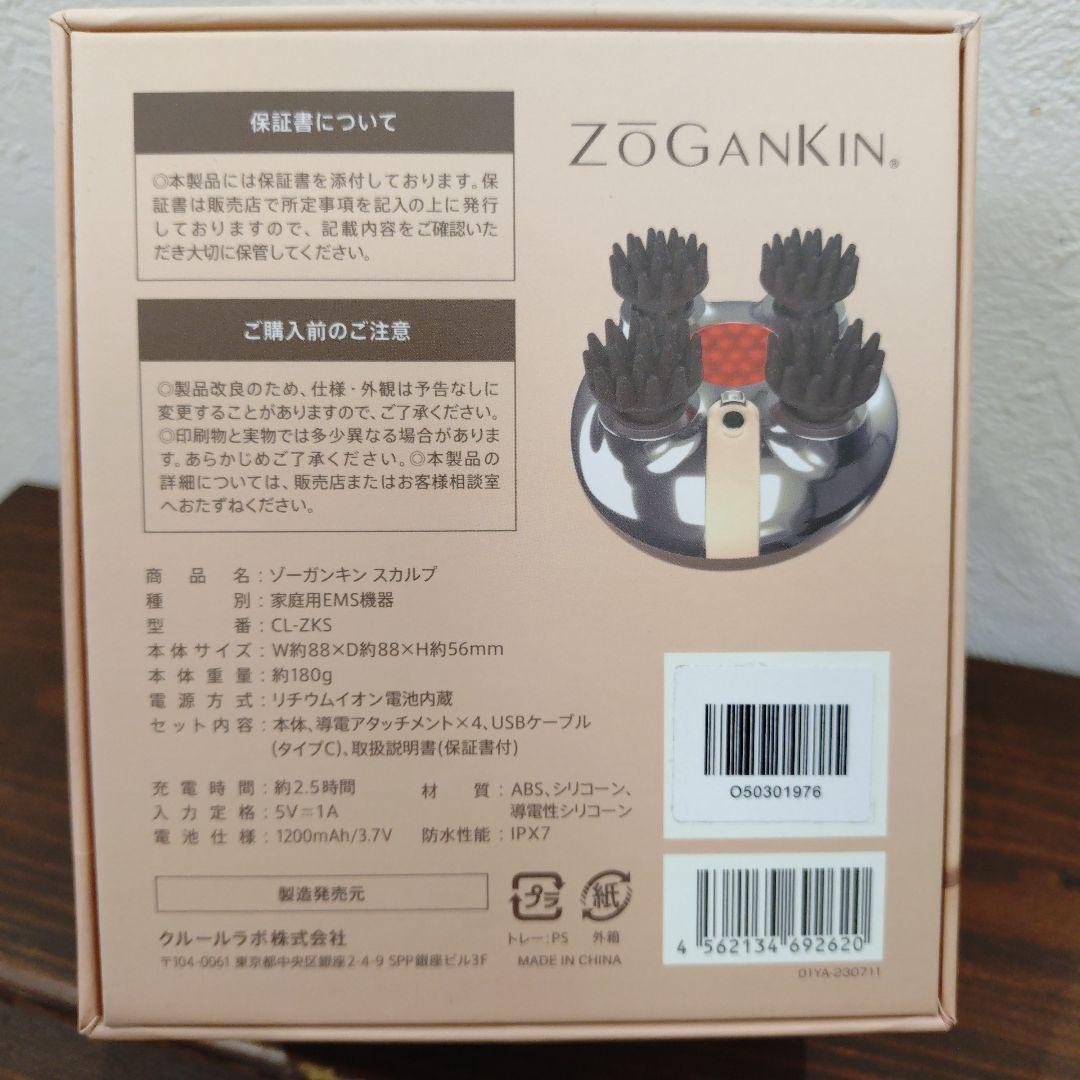 保証書について
◎本製品には保証書を添付しております。保
証書は販売店で所定事項を記入の上に発行
しておりますので、記載内容をご確認いた
だき大切に保管してください。
ご購入前のご注意
◎製品改良のため、仕様・外観は予告なしに
変更することがありますので、ご了承ください。
◎印刷物と実物では多少異なる場合がありま
す。あらかじめご了承ください。◎本製品の
詳細については、販売店またはお客様相談室
へおたずねください。
ZōGANKIN®
商品名：ゾーガンキン スカルプ
種別：家庭用EMS機器
型番：CL-ZKS
本体サイズ：W約88×D約88×H約56mm
本体重量：約180g
電源方式：リチウムイオン電池内蔵
セット内容：本体、導電アタッチメント×4、USBケーブル
(タイプC)、取扱説明書(保証書付)
充電時間：約2.5時間
入力定格：5V⎓1A
電池仕様：1200mAh/3.7V
材質：ABS、シリコーン、
導電性シリコーン
防水性能：IPX7
製造発売元
クルールラボ株式会社
〒104-0061 東京都中央区銀座2-4-9 SPP銀座ビル3F
プラ
紙
トレー：PS
外箱
MADE IN CHINA
O50301976
4 562134 692620
01YA-230711